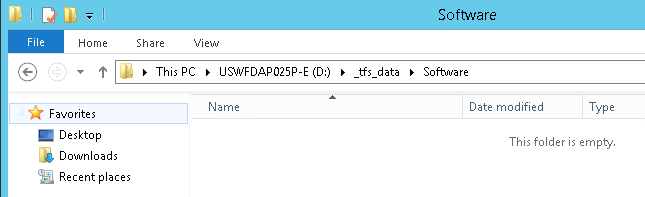 Software
File Home Share View
This PC USWFDAP025P-E (D:) _tfs_data Software
Favorites
Desktop
Downloads
Recent places
Name Date modified Type
This folder is empty.